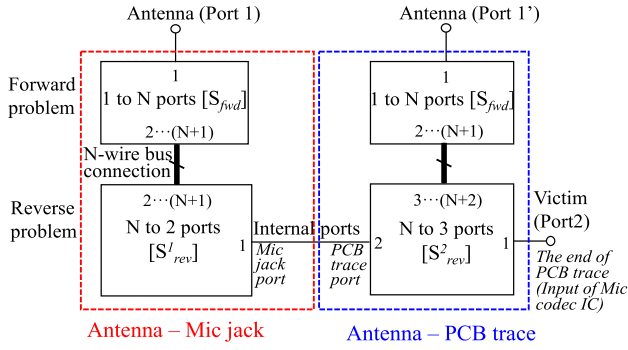 Antenna (Port 1)
Antenna (Port 1’)
Forward
problem
1
1 to N ports [S_fwd]
2···(N+1)
1
1 to N ports [S_fwd]
2···(N+1)
N-wire bus
connection
Reverse
problem
2···(N+1)
N to 2 ports
[S^1_rev]
1
Internal ports
Mic
jack
port
PCB
trace
port
3···(N+2)
N to 3 ports
[S^2_rev]
2
1
Victim
(Port2)
The end of
PCB trace
(Input of Mic
codec IC)
Antenna – Mic jack
Antenna – PCB trace